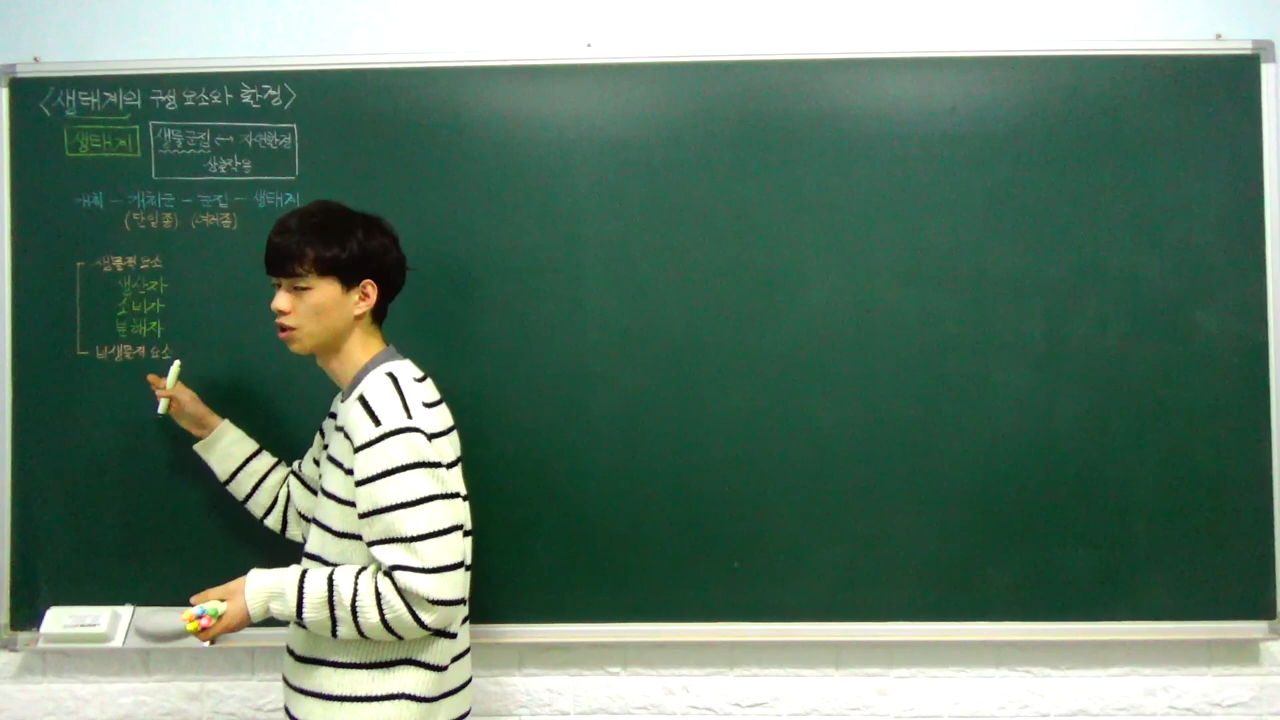 <생태계의 구성 요소와 환경>
생태계 생물군집 ↔ 자연환경
상호작용
개체 - 개체군 - 군집 - 생태계
(단일종) (여러종)
생물적 요소
생산자
소비자
분해자
비생물적 요소